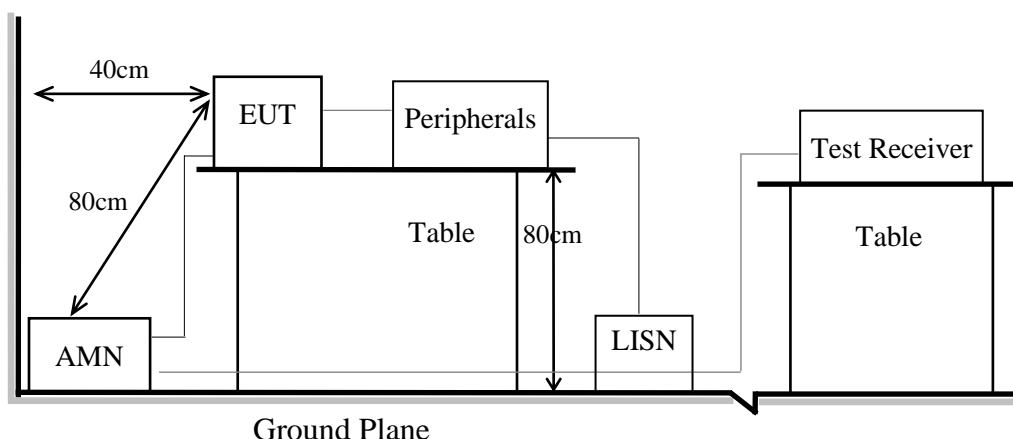 40cm
EUT
Peripherals
Test Receiver
80cm
Table
80cm
Table
AMN
LISN
Ground Plane